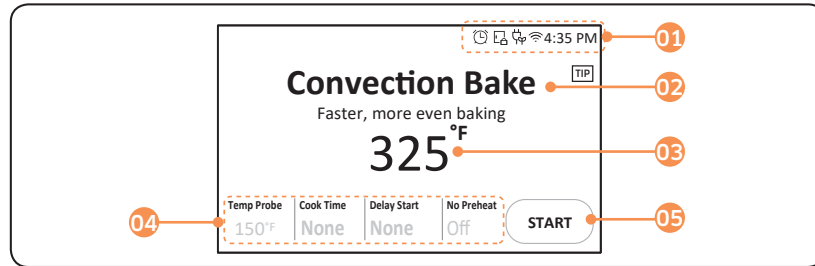 4:35 PM
01
TIP
Convection Bake
02
Faster, more even baking
325°F
03
Temp Probe Cook Time Delay Start No Preheat
150°F None None Off
04
START
05